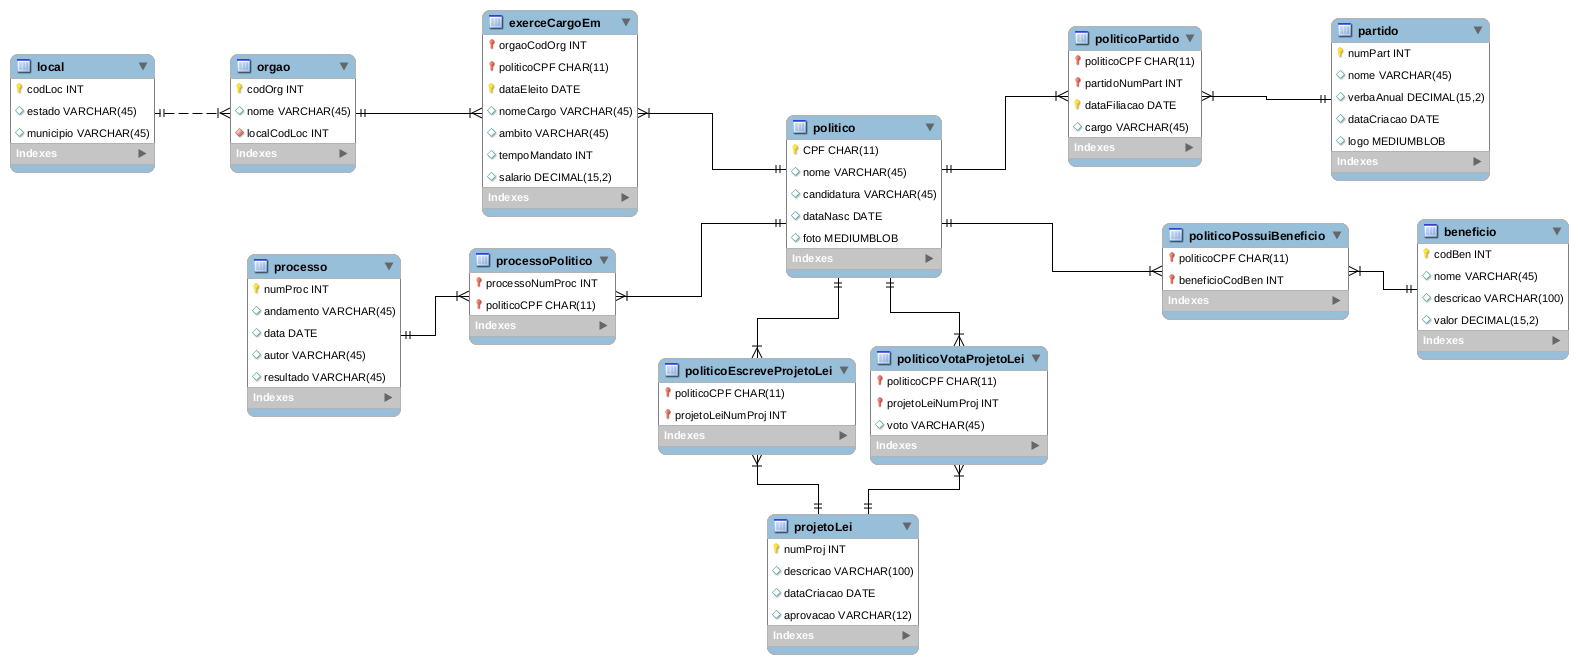 local
codLoc INT
estado VARCHAR(45)
municipio VARCHAR(45)
Indexes
orgao
codOrg INT
nome VARCHAR(45)
localCodLoc INT
Indexes
exerceCargoEm
orgaoCodOrg INT
politicoCPF CHAR(11)
dataEleito DATE
nomeCargo VARCHAR(45)
ambito VARCHAR(45)
tempoMandato INT
salario DECIMAL(15,2)
Indexes
politico
CPF CHAR(11)
nome VARCHAR(45)
candidatura VARCHAR(45)
dataNasc DATE
foto MEDIUMBLOB
Indexes
politicoPartido
politicoCPF CHAR(11)
partidoNumPart INT
dataFiliacao DATE
cargo VARCHAR(45)
Indexes
partido
numPart INT
nome VARCHAR(45)
verbaAnual DECIMAL(15,2)
dataCriacao DATE
logo MEDIUMBLOB
Indexes
processo
numProc INT
andamento VARCHAR(45)
data DATE
autor VARCHAR(45)
resultado VARCHAR(45)
Indexes
processoPolitico
processoNumProc INT
politicoCPF CHAR(11)
Indexes
politicoPossuiBeneficio
politicoCPF CHAR(11)
beneficioCodBen INT
Indexes
beneficio
codBen INT
nome VARCHAR(45)
descricao VARCHAR(100)
valor DECIMAL(15,2)
Indexes
politicoEscreveProjetoLei
politicoCPF CHAR(11)
projetoLeiNumProj INT
Indexes
politicoVotaProjetoLei
politicoCPF CHAR(11)
projetoLeiNumProj INT
voto VARCHAR(45)
Indexes
projetoLei
numProj INT
descricao VARCHAR(100)
dataCriacao DATE
aprovacao VARCHAR(12)
Indexes